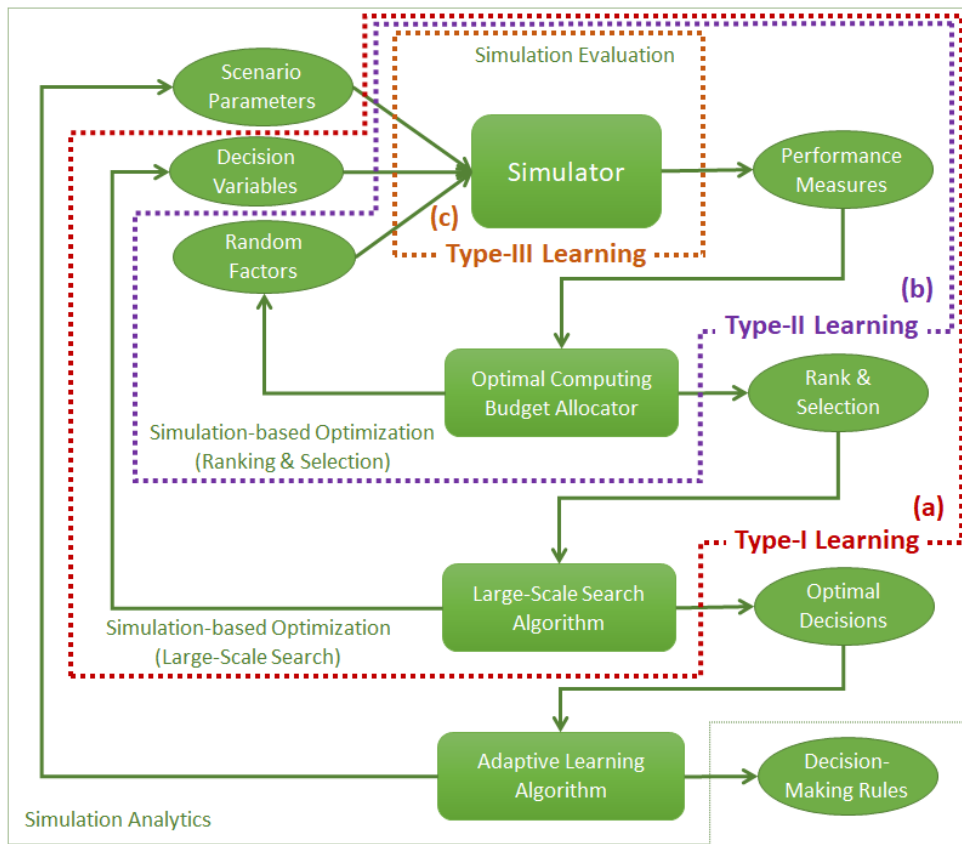 Simulation Evaluation
Scenario
Parameters
Decision
Variables
Simulator
Performance
Measures
(c)
Random
Factors
Type-III Learning
(b)
Type-II Learning
Optimal Computing
Budget Allocator
Rank &
Selection
Simulation-based Optimization
(Ranking & Selection)
(a)
Type-I Learning
Large-Scale Search
Algorithm
Optimal
Decisions
Simulation-based Optimization
(Large-Scale Search)
Adaptive Learning
Algorithm
Decision-
Making Rules
Simulation Analytics